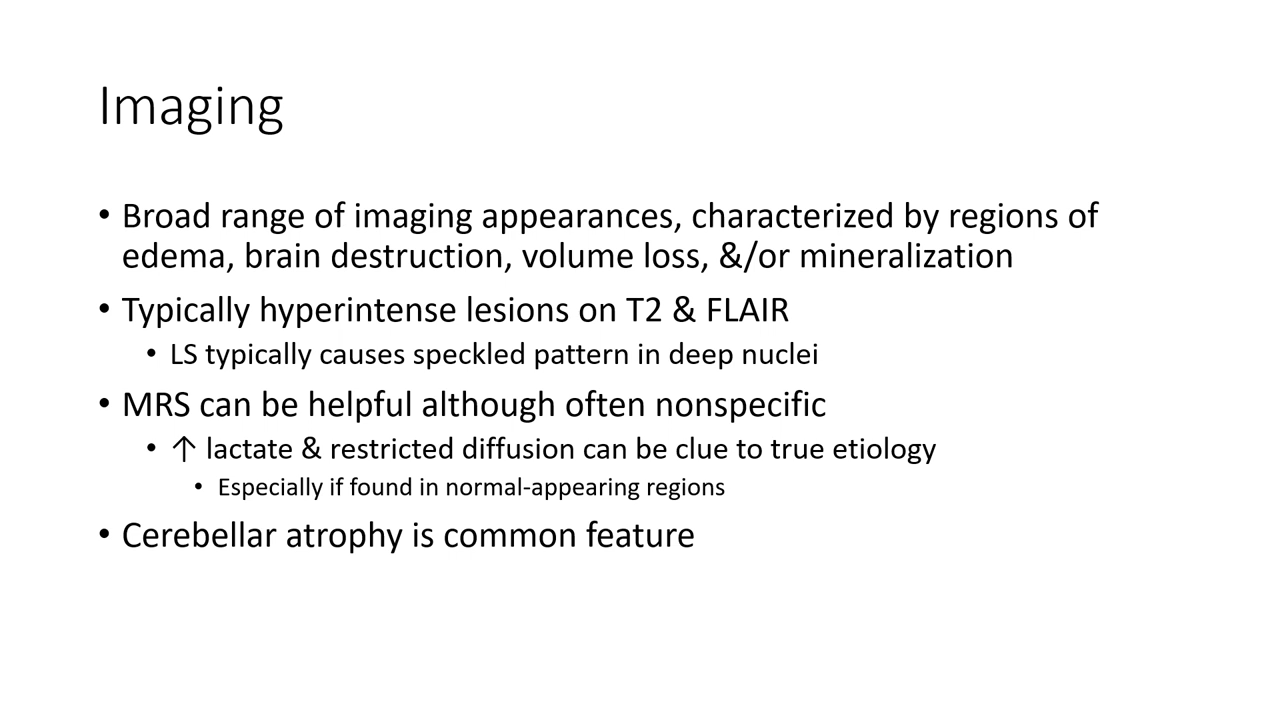 Imaging
• Broad range of imaging appearances, characterized by regions of
edema, brain destruction, volume loss, &/or mineralization
• Typically hyperintense lesions on T2 & FLAIR
• LS typically causes speckled pattern in deep nuclei
• MRS can be helpful although often nonspecific
• ↑ lactate & restricted diffusion can be clue to true etiology
• Especially if found in normal-appearing regions
• Cerebellar atrophy is common feature